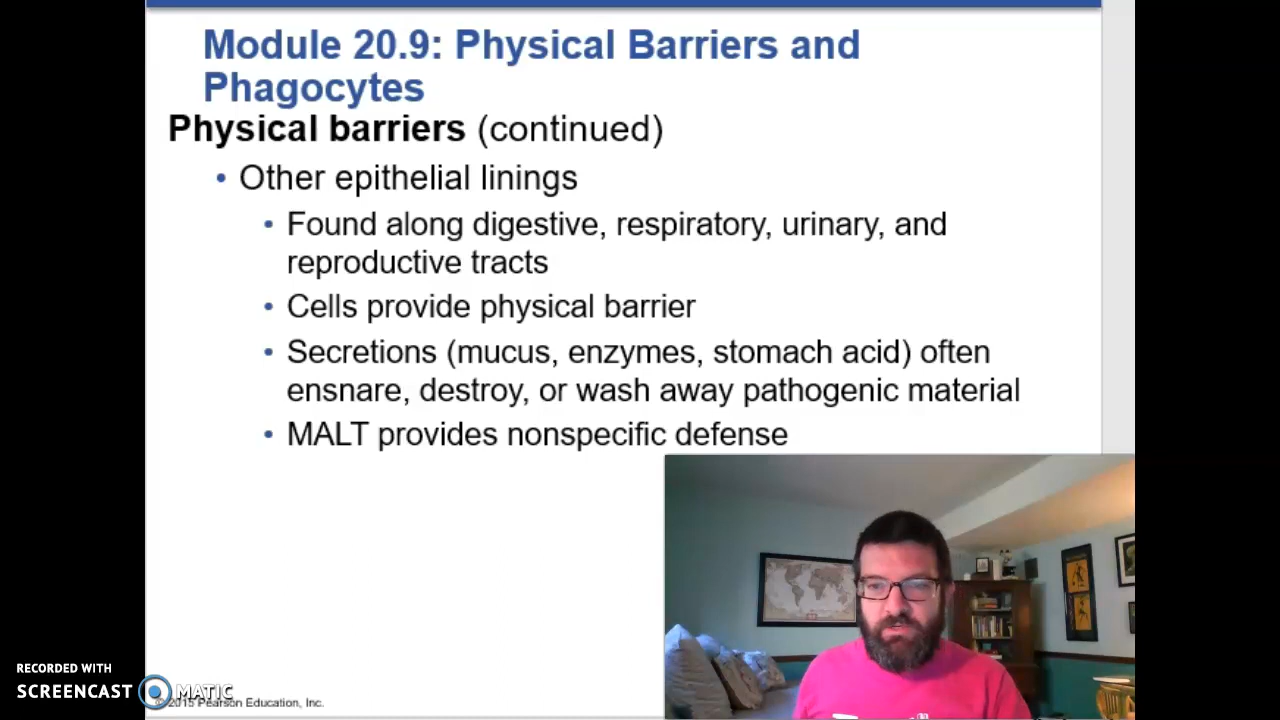 Module 20.9: Physical Barriers and
Phagocytes
Physical barriers (continued)
• Other epithelial linings
• Found along digestive, respiratory, urinary, and
reproductive tracts
• Cells provide physical barrier
• Secretions (mucus, enzymes, stomach acid) often
ensnare, destroy, or wash away pathogenic material
• MALT provides nonspecific defense
RECORDED WITH
SCREENCAST MATIC
© 2015 Pearson Education, Inc.